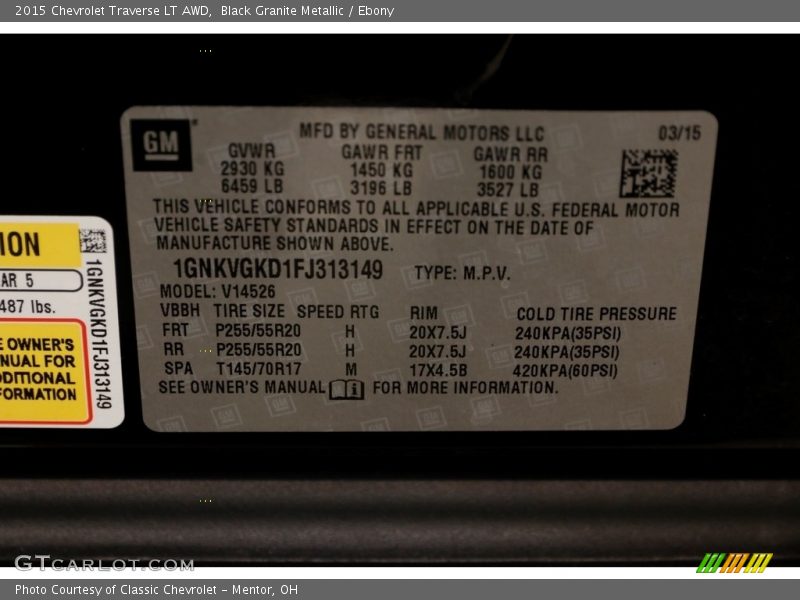 2015 Chevrolet Traverse LT AWD, Black Granite Metallic / Ebony
GM
MFD BY GENERAL MOTORS LLC 03/15
GVWR GAWR FRT GAWR RR
2930 KG 1450 KG 1600 KG
6459 LB 3196 LB 3527 LB
THIS VEHICLE CONFORMS TO ALL APPLICABLE U.S. FEDERAL MOTOR
VEHICLE SAFETY STANDARDS IN EFFECT ON THE DATE OF
MANUFACTURE SHOWN ABOVE.
1GNKVGKD1FJ313149 TYPE: M.P.V.
MODEL: V14526
VBBH TIRE SIZE SPEED RTG RIM COLD TIRE PRESSURE
FRT P255/55R20 H 20X7.5J 240KPA(35PSI)
RR P255/55R20 H 20X7.5J 240KPA(35PSI)
SPA T145/70R17 M 17X4.5B 420KPA(60PSI)
SEE OWNER'S MANUAL FOR MORE INFORMATION.
ION
AR 5
487 lbs.
E OWNER'S
NUAL FOR
DDITIONAL
FORMATION
1GNKVGKD1FJ313149
GTCARLOT.COM
Photo Courtesy of Classic Chevrolet - Mentor, OH